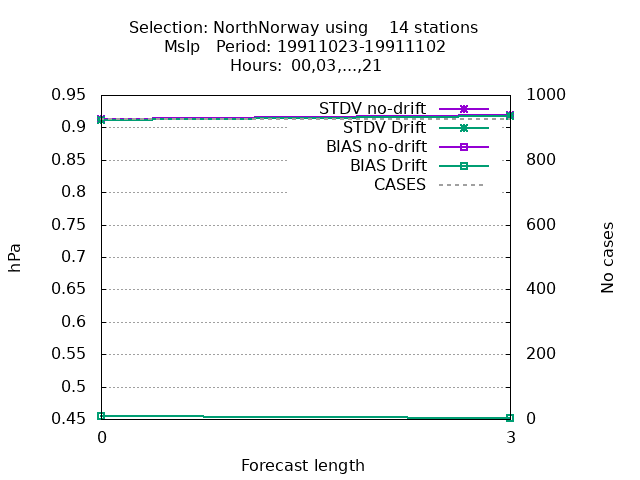 Selection: NorthNorway using 14 stations
Mslp Period: 19911023-19911102
Hours: 00,03,...,21
0.95
0.9
0.85
0.8
0.75
0.7
0.65
0.6
0.55
0.5
0.45
hPa
STDV no-drift
STDV Drift
BIAS no-drift
BIAS Drift
CASES
1000
800
600
400
200
0
No cases
0 3
Forecast length